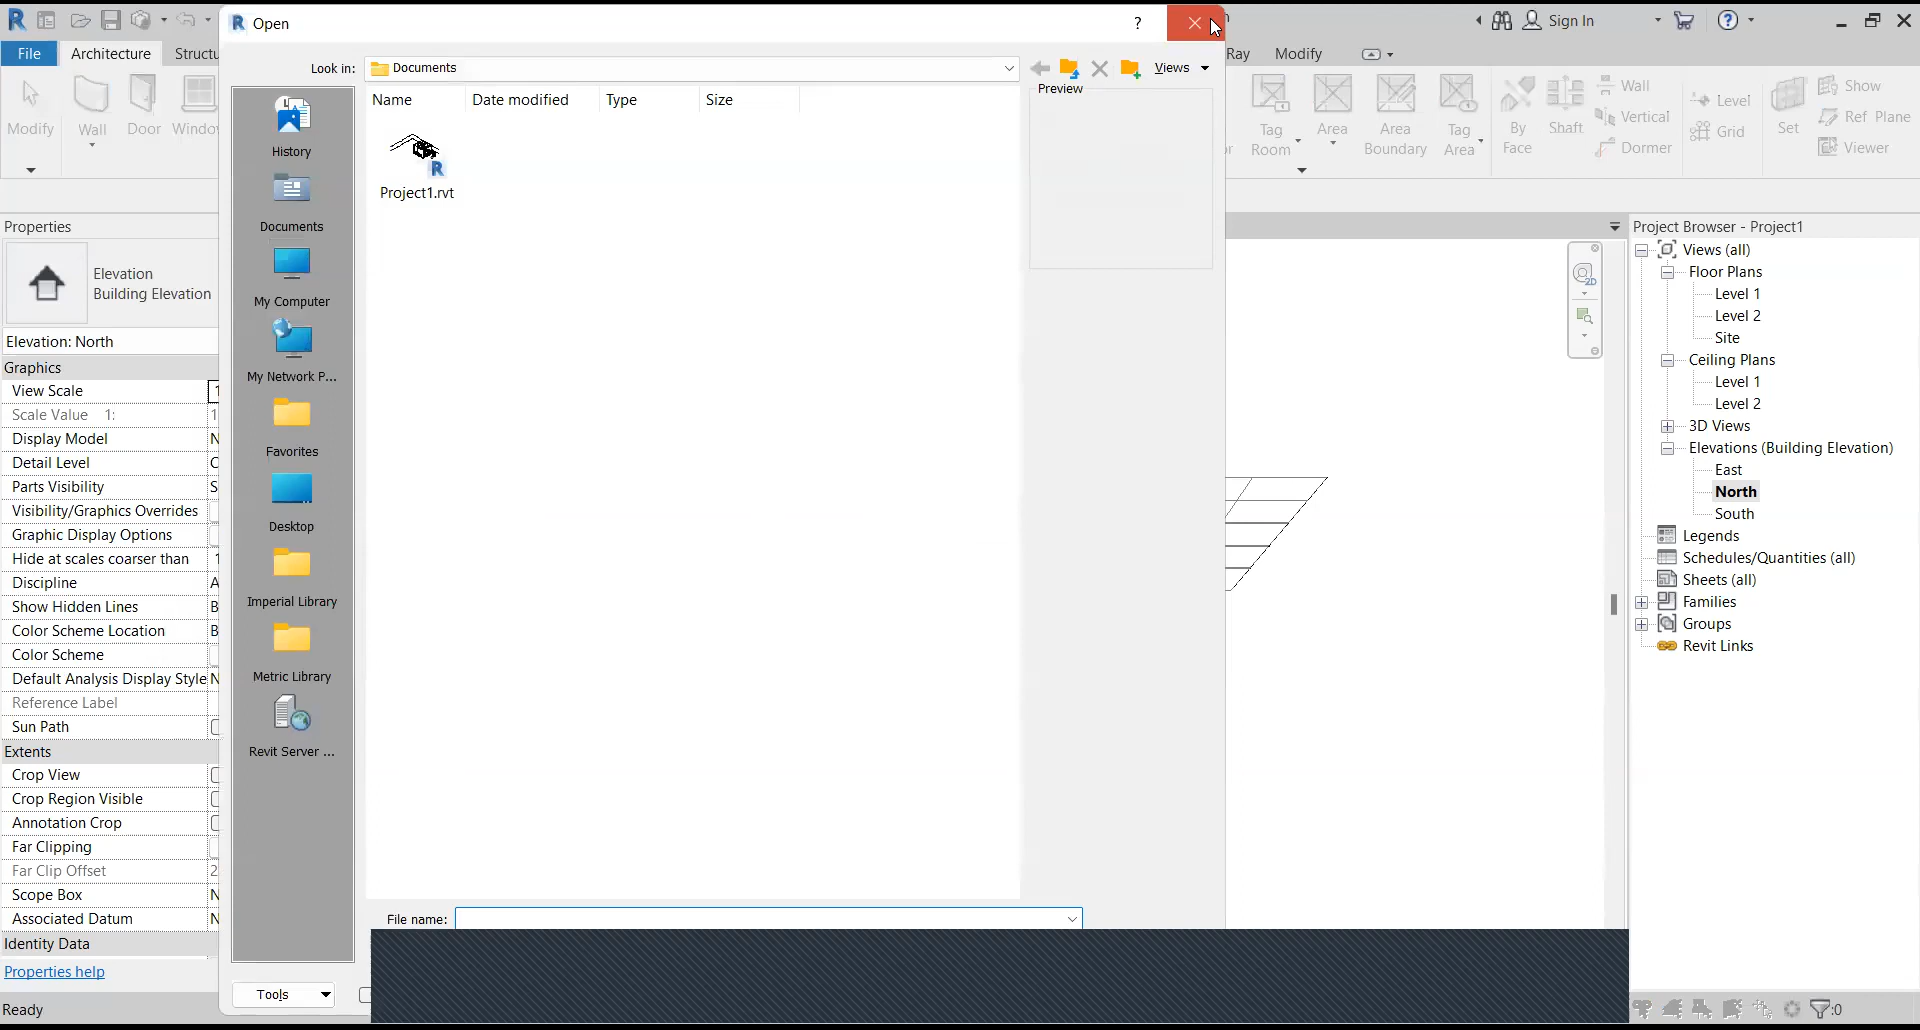 Open
?
Sign In
File
Architecture
Structu
Ray
Modify
Look in:
Documents
Views
Name
Date modified
Type
Size
Preview
Project1.rvt
History
Documents
My Computer
My Network P...
Favorites
Desktop
Imperial Library
Metric Library
Revit Server ...
File name:
Tools
Modify
Wall
Door
Windo
Tag
Room
Area
Area
Boundary
Tag
Area
By
Face
Shaft
Wall
Vertical
Dormer
Level
Grid
Set
Show
Ref Plane
Viewer
Properties
Elevation
Building Elevation
Elevation: North
Graphics
View Scale
Scale Value 1:
Display Model
Detail Level
Parts Visibility
Visibility/Graphics Overrides
Graphic Display Options
Hide at scales coarser than
Discipline
Show Hidden Lines
Color Scheme Location
Color Scheme
Default Analysis Display Style
Reference Label
Sun Path
Extents
Crop View
Crop Region Visible
Annotation Crop
Far Clipping
Far Clip Offset
Scope Box
Associated Datum
Identity Data
Properties help
Ready
2D
Project Browser - Project1
Views (all)
Floor Plans
Level 1
Level 2
Site
Ceiling Plans
Level 1
Level 2
3D Views
Elevations (Building Elevation)
East
North
South
Legends
Schedules/Quantities (all)
Sheets (all)
Families
Groups
Revit Links
:0